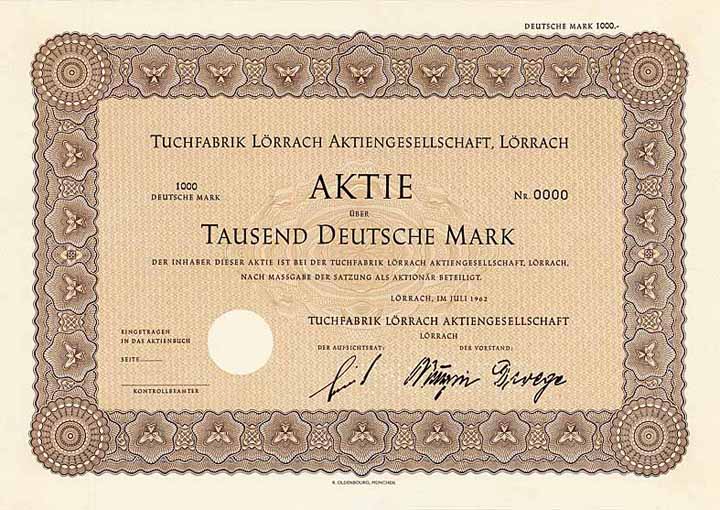 DEUTSCHE MARK 1000.-
TUCHFABRIK LÖRRACH AKTIENGESELLSCHAFT, LÖRRACH
1000
DEUTSCHE MARK
AKTIE
NR. 0000
ÜBER
TAUSEND DEUTSCHE MARK
DER INHABER DIESER AKTIE IST BEI DER TUCHFABRIK LÖRRACH AKTIENGESELLSCHAFT, LÖRRACH,
NACH MASSGABE DER SATZUNG ALS AKTIONÄR BETEILIGT.
LÖRRACH, IM JULI 1962
TUCHFABRIK LÖRRACH AKTIENGESELLSCHAFT
LÖRRACH
EINGETRAGEN
IN DAS AKTIENBUCH
SEITE
KONTROLLBEAMTER
DER AUFSICHTSRAT:
DER VORSTAND:
R. OLDENBOURG, MÜNCHEN